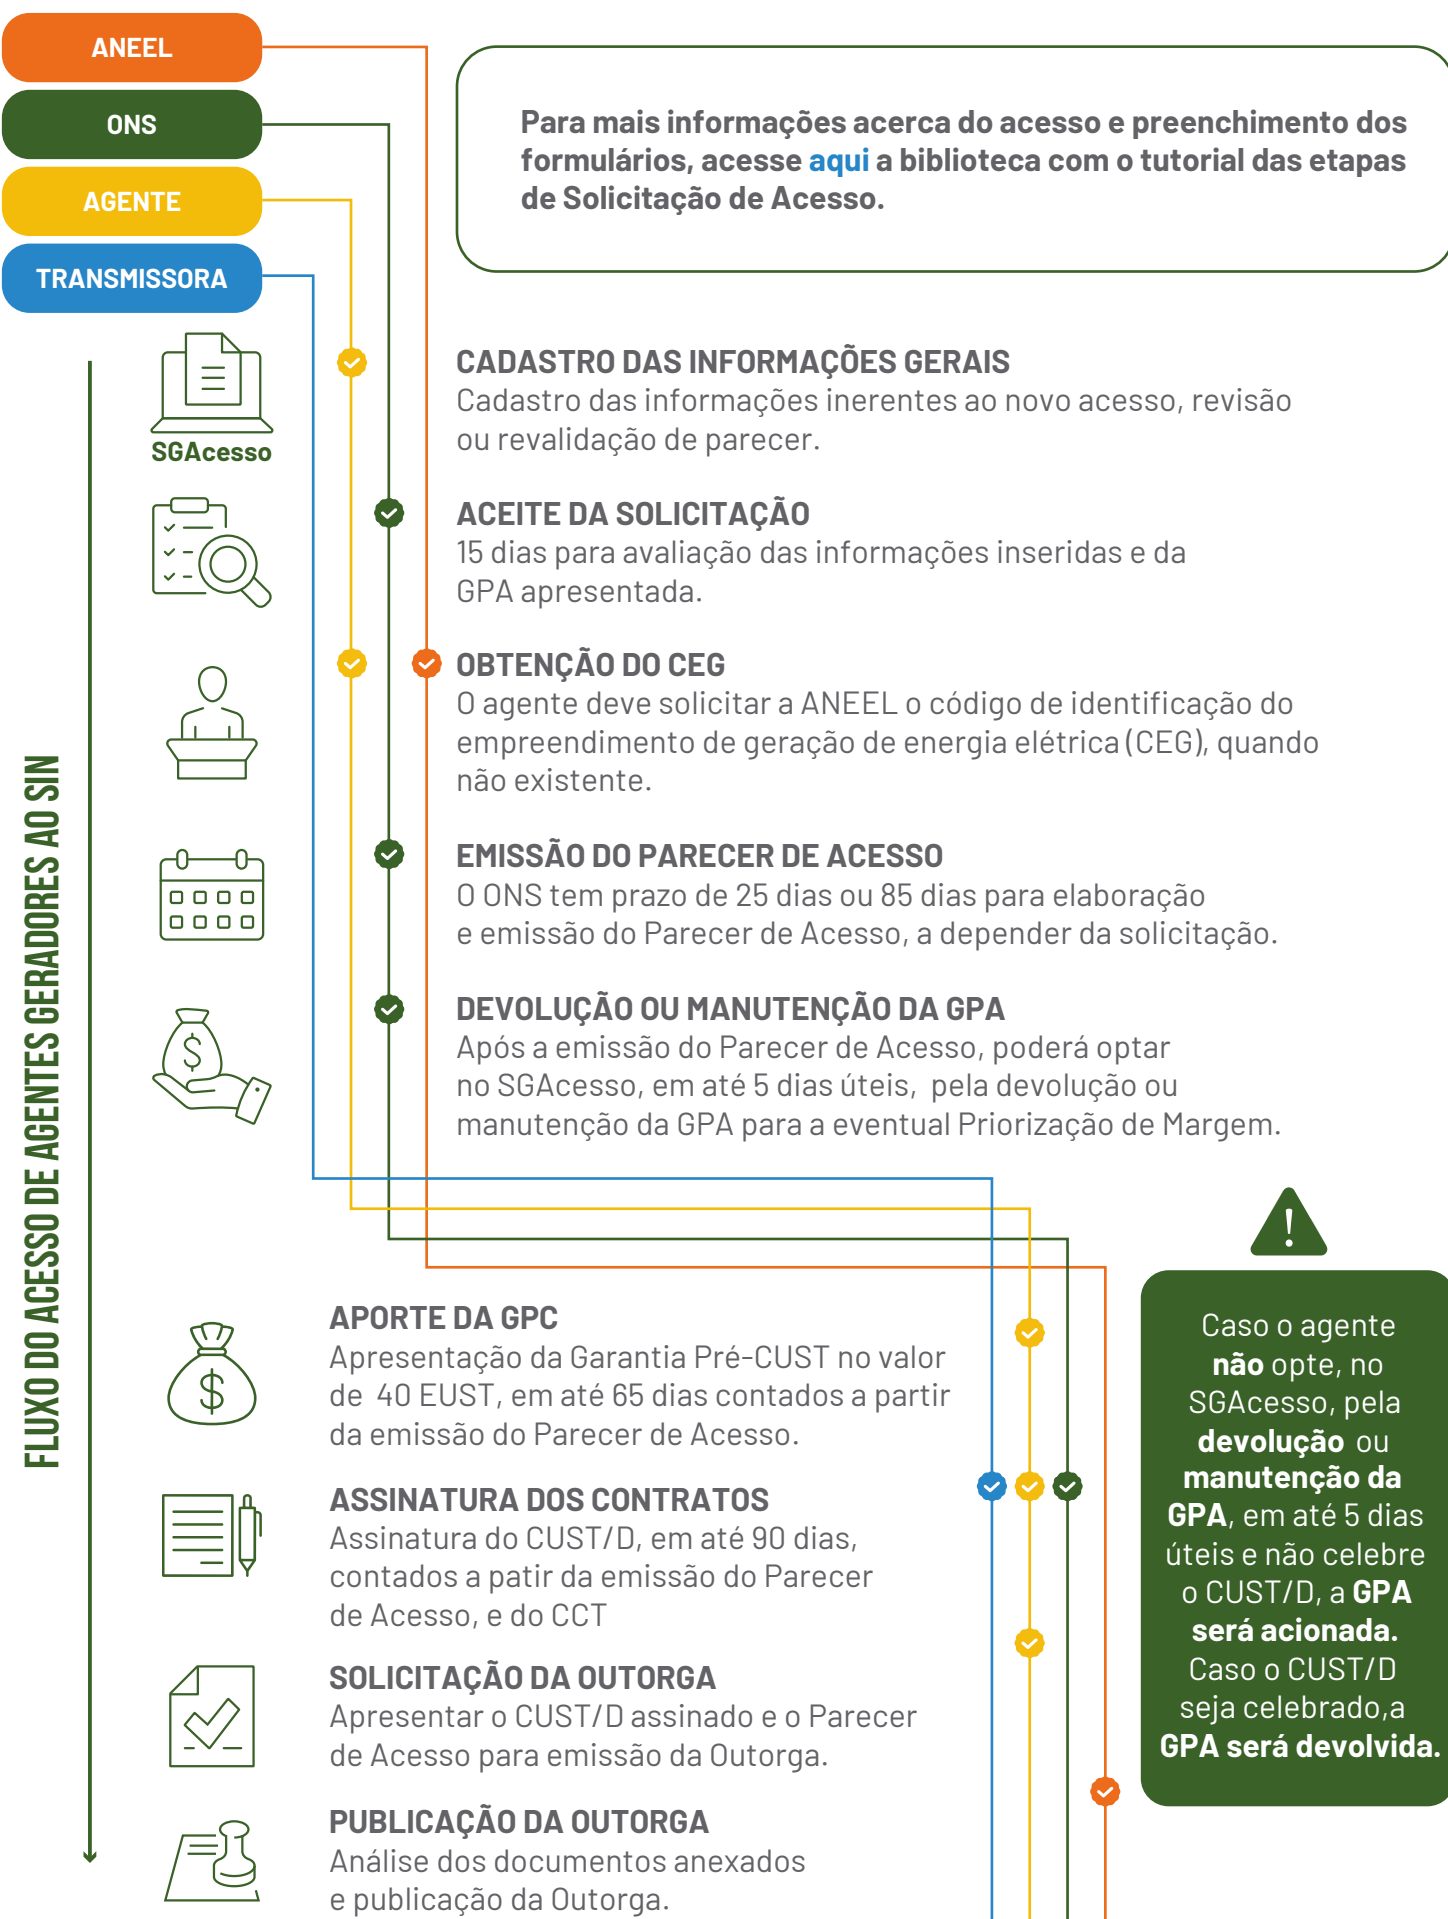 ANEEL
ONS
AGENTE
TRANSMISSORA
Para mais informações acerca do acesso e preenchimento dos
formulários, acesse aqui a biblioteca com o tutorial das etapas
de Solicitação de Acesso.
FLUXO DO ACESSO DE AGENTES GERADORES AO SIN
SGAcesso
CADASTRO DAS INFORMAÇÕES GERAIS
Cadastro das informações inerentes ao novo acesso, revisão
ou revalidação de parecer.
ACEITE DA SOLICITAÇÃO
15 dias para avaliação das informações inseridas e da
GPA apresentada.
OBTENÇÃO DO CEG
O agente deve solicitar a ANEEL o código de identificação do
empreendimento de geração de energia elétrica (CEG), quando
não existente.
EMISSÃO DO PARECER DE ACESSO
O ONS tem prazo de 25 dias ou 85 dias para elaboração
e emissão do Parecer de Acesso, a depender da solicitação.
DEVOLUÇÃO OU MANUTENÇÃO DA GPA
Após a emissão do Parecer de Acesso, poderá optar
no SGAcesso, em até 5 dias úteis, pela devolução ou
manutenção da GPA para a eventual Priorização de Margem.
APORTE DA GPC
Apresentação da Garantia Pré-CUST no valor
de 40 EUST, em até 65 dias contados a partir
da emissão do Parecer de Acesso.
ASSINATURA DOS CONTRATOS
Assinatura do CUST/D, em até 90 dias,
contados a patir da emissão do Parecer
de Acesso, e do CCT
SOLICITAÇÃO DA OUTORGA
Apresentar o CUST/D assinado e o Parecer
de Acesso para emissão da Outorga.
PUBLICAÇÃO DA OUTORGA
Análise dos documentos anexados
e publicação da Outorga.
!
Caso o agente
não opte, no
SGAcesso, pela
devolução ou
manutenção da
GPA, em até 5 dias
úteis e não celebre
o CUST/D, a GPA
será acionada.
Caso o CUST/D
seja celebrado,a
GPA será devolvida.